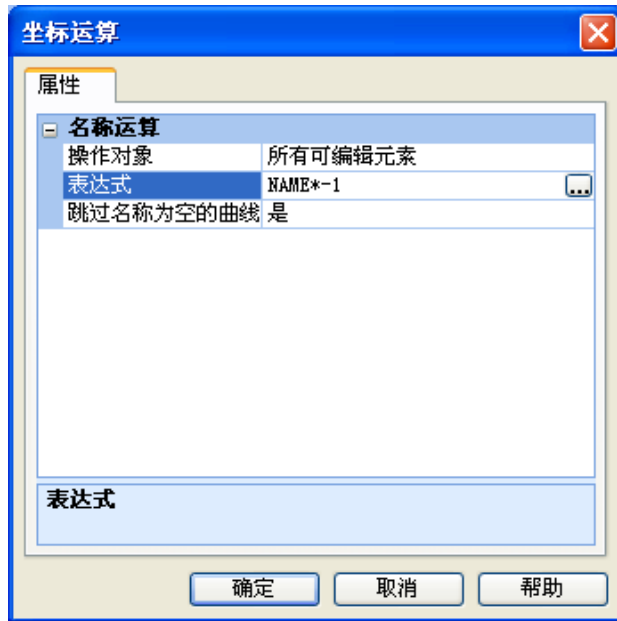 坐标运算
属性
名称运算
操作对象 所有可编辑元素
表达式 NAME*-1 ...
跳过名称为空的曲线 是
表达式
确定 取消 帮助